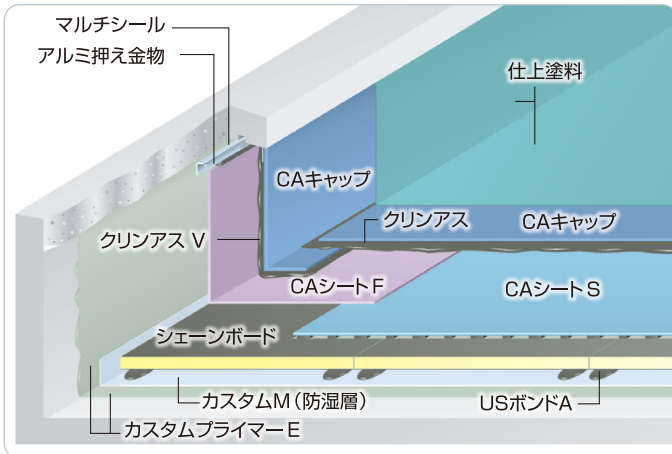 マルチシール
アルミ押え金物
仕上塗料
CAキャップ
クリンアス
CAキャップ
クリンアス V
CAシートF
CAシートS
シェーンボード
カスタムM(防湿層)
USボンドA
カスタムプライマーE